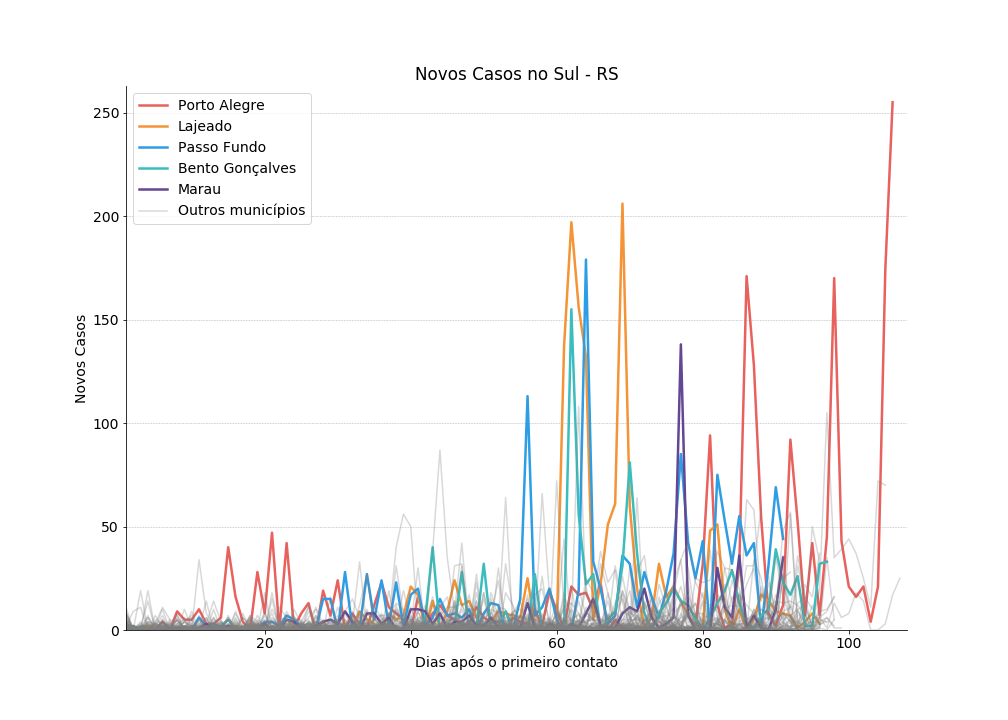 Novos Casos no Sul - RS
Porto Alegre
Lajeado
Passo Fundo
Bento Gonçalves
Marau
Outros municípios
250
200
150
100
50
0
Novos Casos
20
40
60
80
100
Dias após o primeiro contato